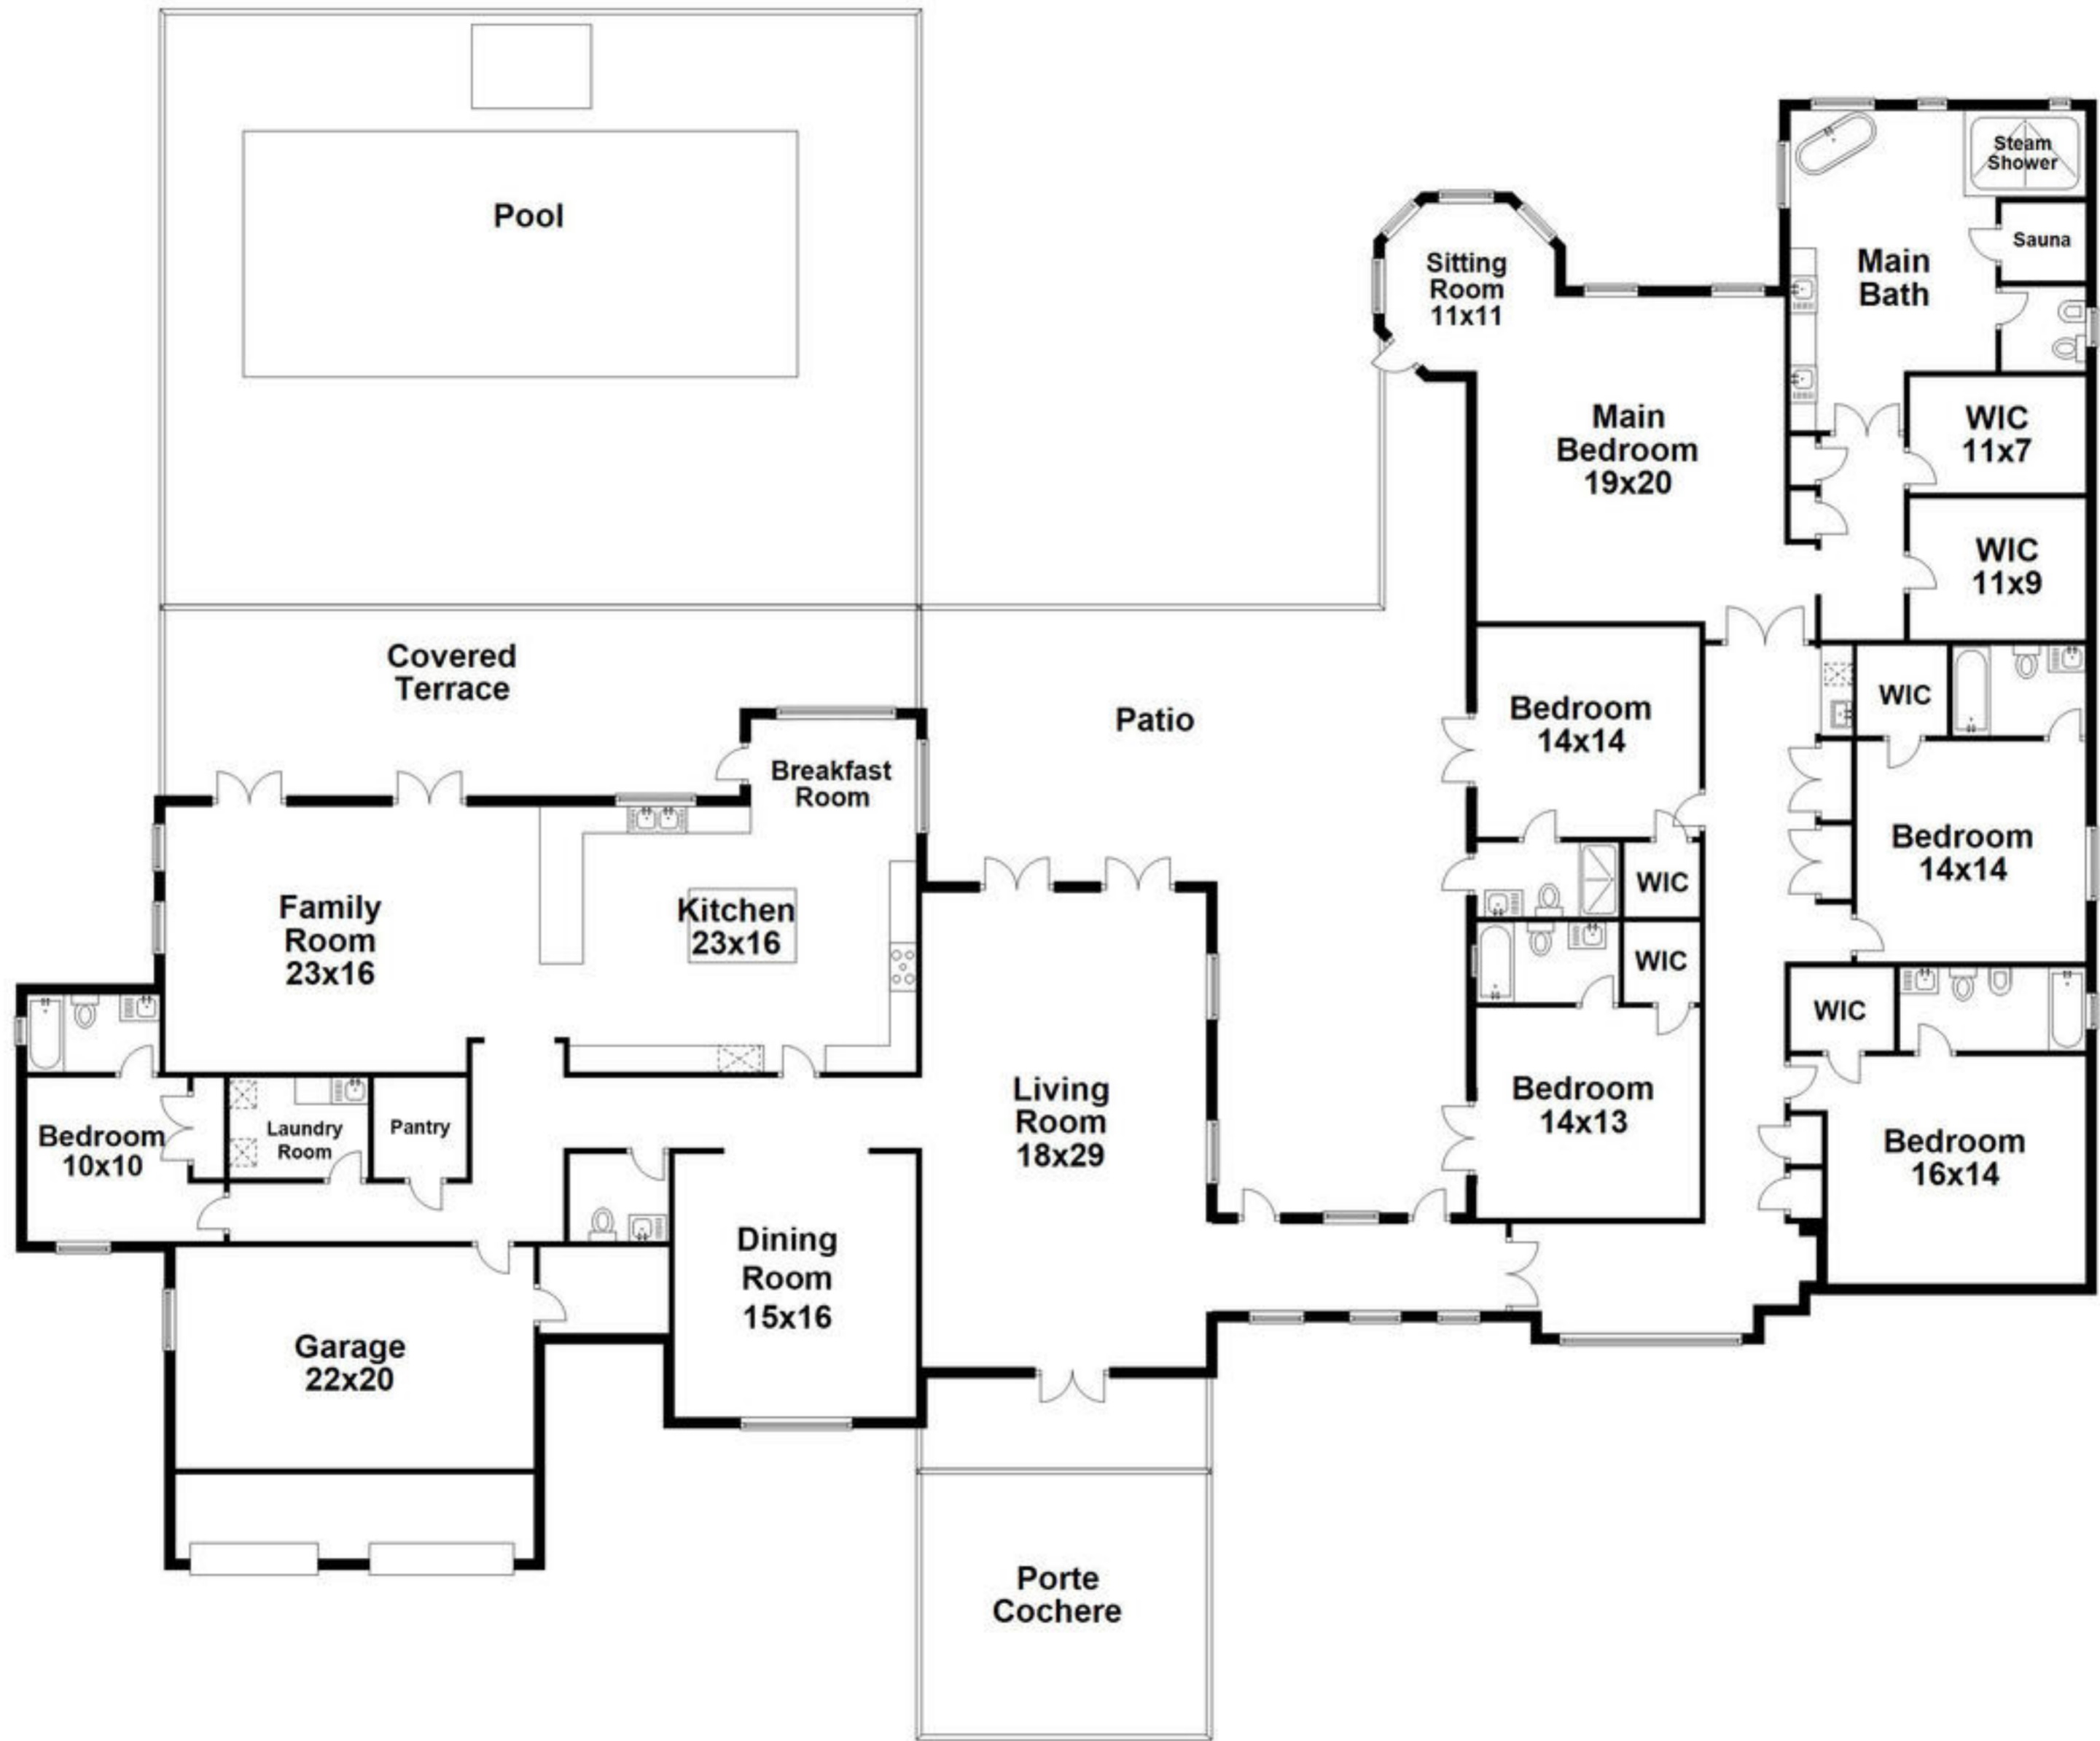 Pool
Steam
Shower
Sauna
Main
Bath
Sitting
Room
11x11
WIC
11x7
Main
Bedroom
19x20
WIC
11x9
Covered
Terrace
Patio
Bedroom
14x14
WIC
Breakfast
Room
Bedroom
14x14
Family
Room
23x16
Kitchen
23x16
WIC
WIC
WIC
Living
Room
18x29
Bedroom
14x13
Bedroom
16x14
Bedroom
10x10
Laundry
Room
Pantry
Dining
Room
15x16
Garage
22x20
Porte
Cochere